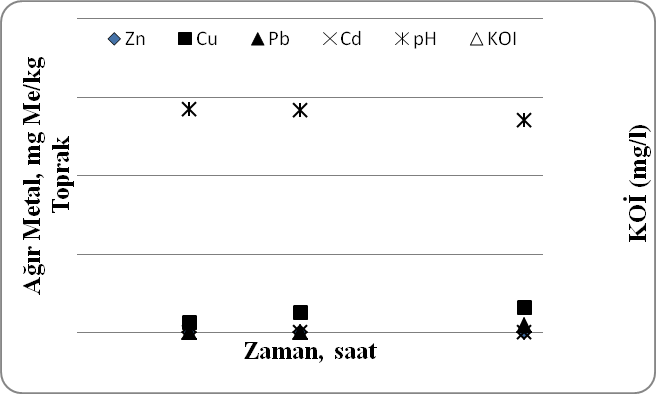 Zn Cu Pb Cd pH KOI
Ağır Metal, mg Me/kg
Toprak
KOİ (mg/l)
Zaman, saat